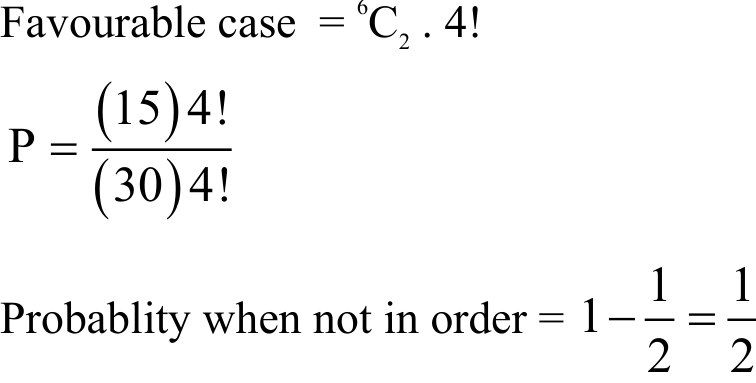 Favourable case = ⁶C₂ . 4!
P = (15)4! / (30)4!
Probablity when not in order = 1 − 1/2 = 1/2